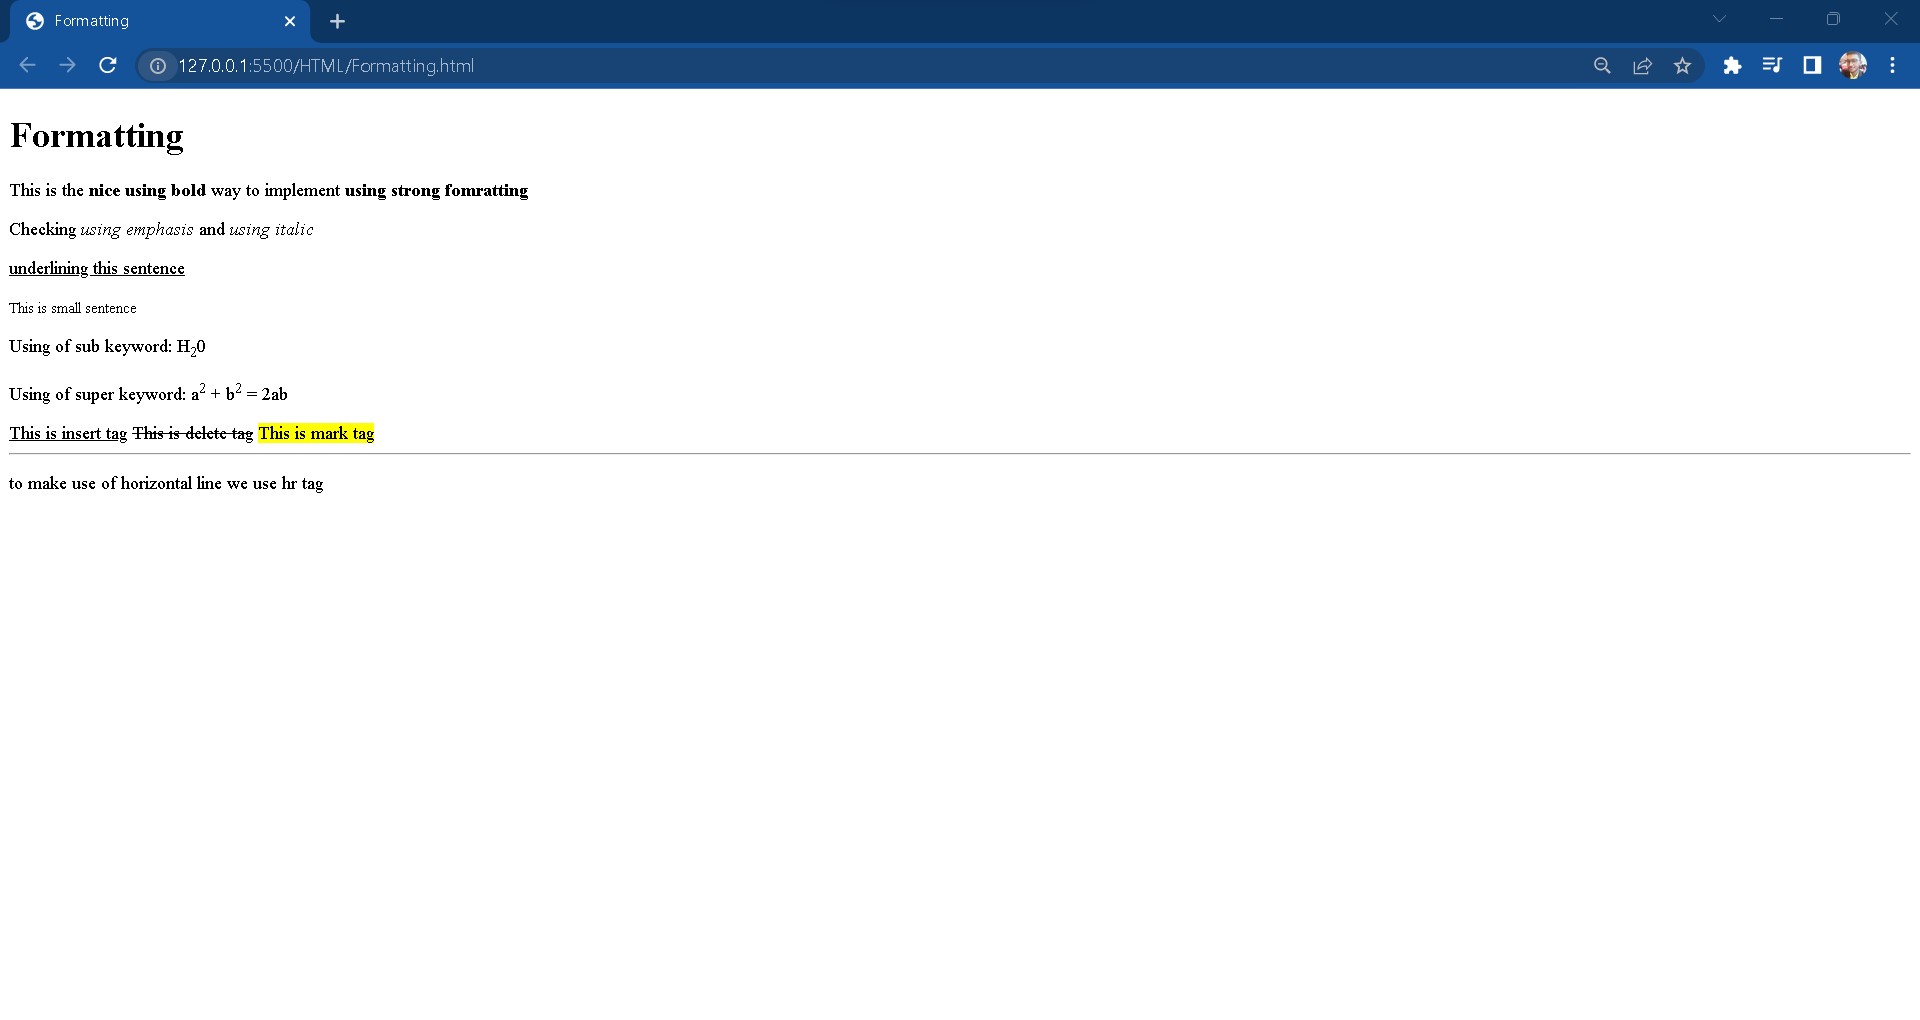 Formatting
127.0.0.1:5500/HTML/Formatting.html
Formatting
This is the nice using bold way to implement using strong fomratting
Checking using emphasis and using italic
underlining this sentence
This is small sentence
Using of sub keyword: H₂0
Using of super keyword: a² + b² = 2ab
This is insert tag This is delete tag This is mark tag
to make use of horizontal line we use hr tag